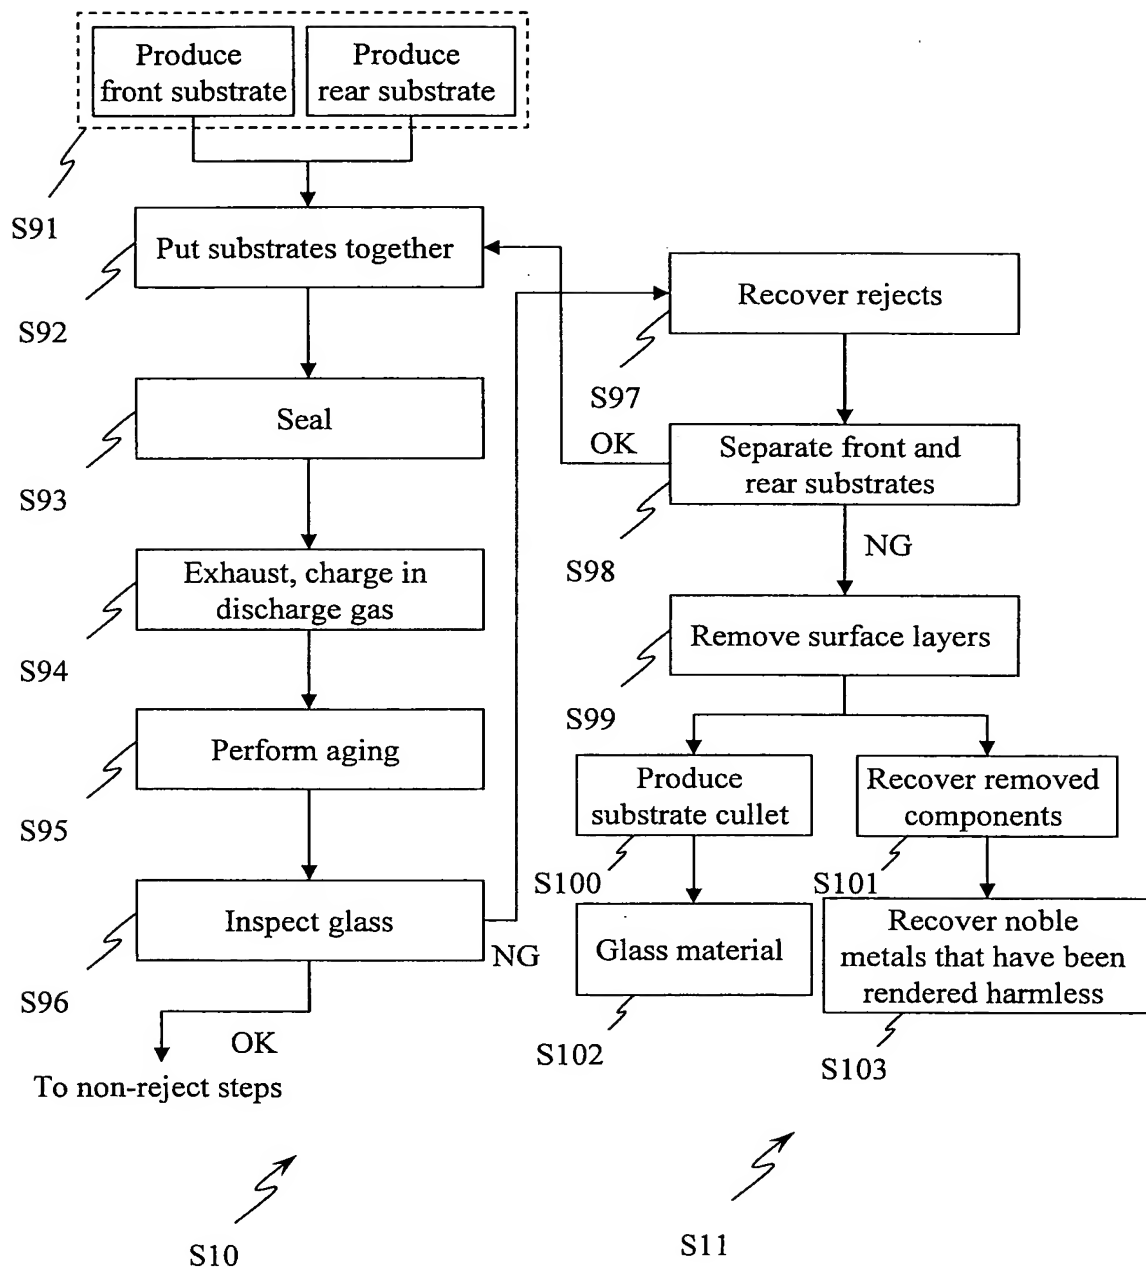 Produce
front substrate
Produce
rear substrate
S91
Put substrates together
S92
Seal
S93
Exhaust, charge in
discharge gas
S94
Perform aging
S95
Inspect glass
NG
S96
OK
To non-reject steps
S10
Recover rejects
S97
OK
Separate front and
rear substrates
S98
NG
Remove surface layers
S99
Produce
substrate cullet
S100
Recover removed
components
S101
Glass material
S102
Recover noble
metals that have been
rendered harmless
S103
S11